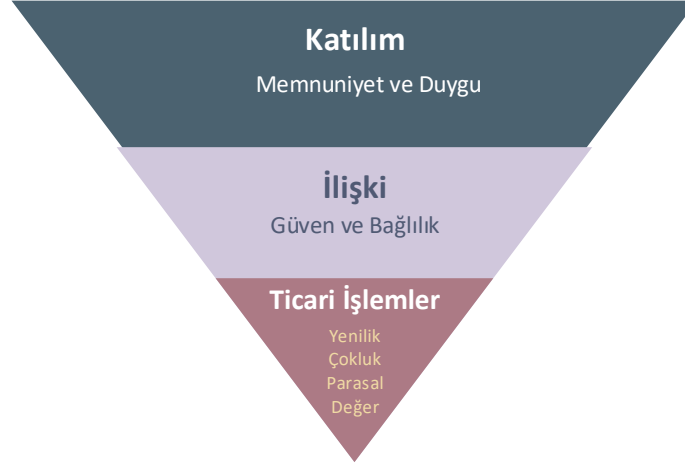 Katılım
Memnuniyet ve Duygu
İlişki
Güven ve Bağlılık
Ticari İşlemler
Yenilik
Çokluk
Parasal
Değer